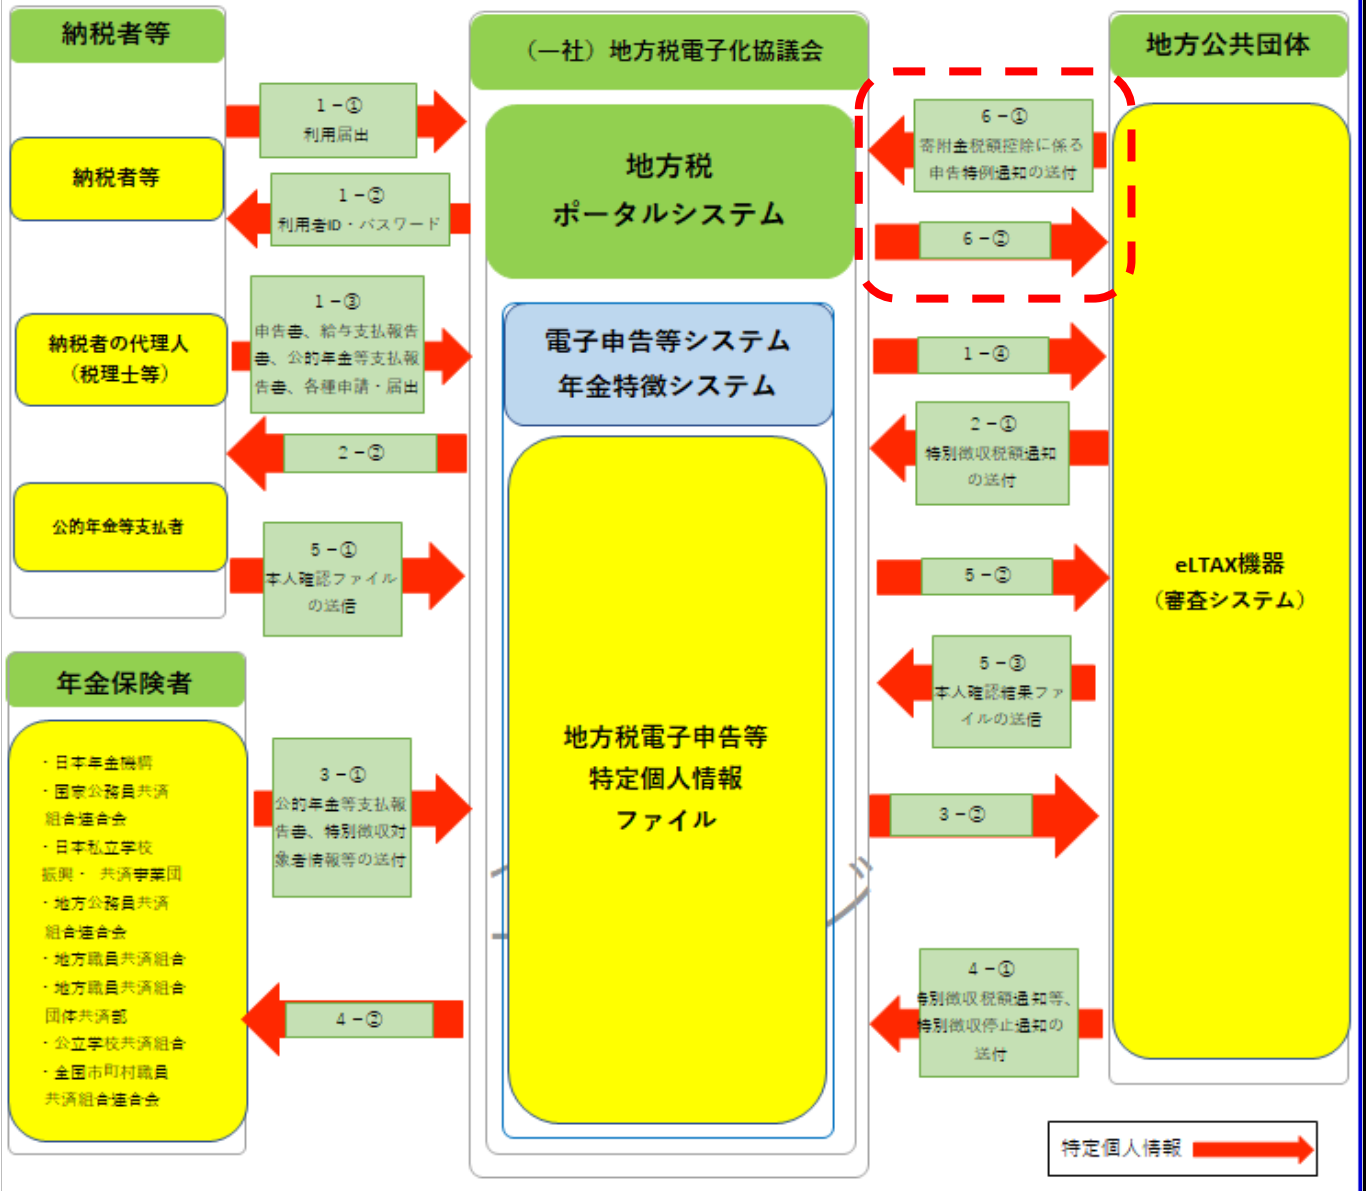 納税者等
納税者等
納税者の代理人
（税理士等）
公的年金等支払者
年金保険者
・日本年金機構
・国家公務員共済
組合連合会
・日本私立学校
振興・ 共済事業団
・地方公務員共済
組合連合会
・地方職員共済組合
・地方職員共済組合
団体共済部
・公立学校共済組合
・全国市町村職員
共済組合連合会
１－①
利用届出
１－②
利用者ID・パスワード
１－③
申告書、給与支払報告
書、公的年金等支払報
告書、各種申請・届出
２－②
５－①
本人確認ファイル
の送信
３－①
公的年金等支払報
告書、特別徴収対
象者情報等の送付
４－②
（一社）地方税電子化協議会
地方税
ポータルシステム
電子申告等システム
年金特徴システム
地方税電子申告等
特定個人情報
ファイル
６－①
寄附金税額控除に係る
申告特例通知の送付
６－②
１－④
２－①
特別徴収税額通知
の送付
５－②
５－③
本人確認結果ファ
イルの送信
３－②
４－①
特別徴収税額通知等、
特別徴収停止通知の
送付
地方公共団体
eLTAX機器
（審査システム）
特定個人情報